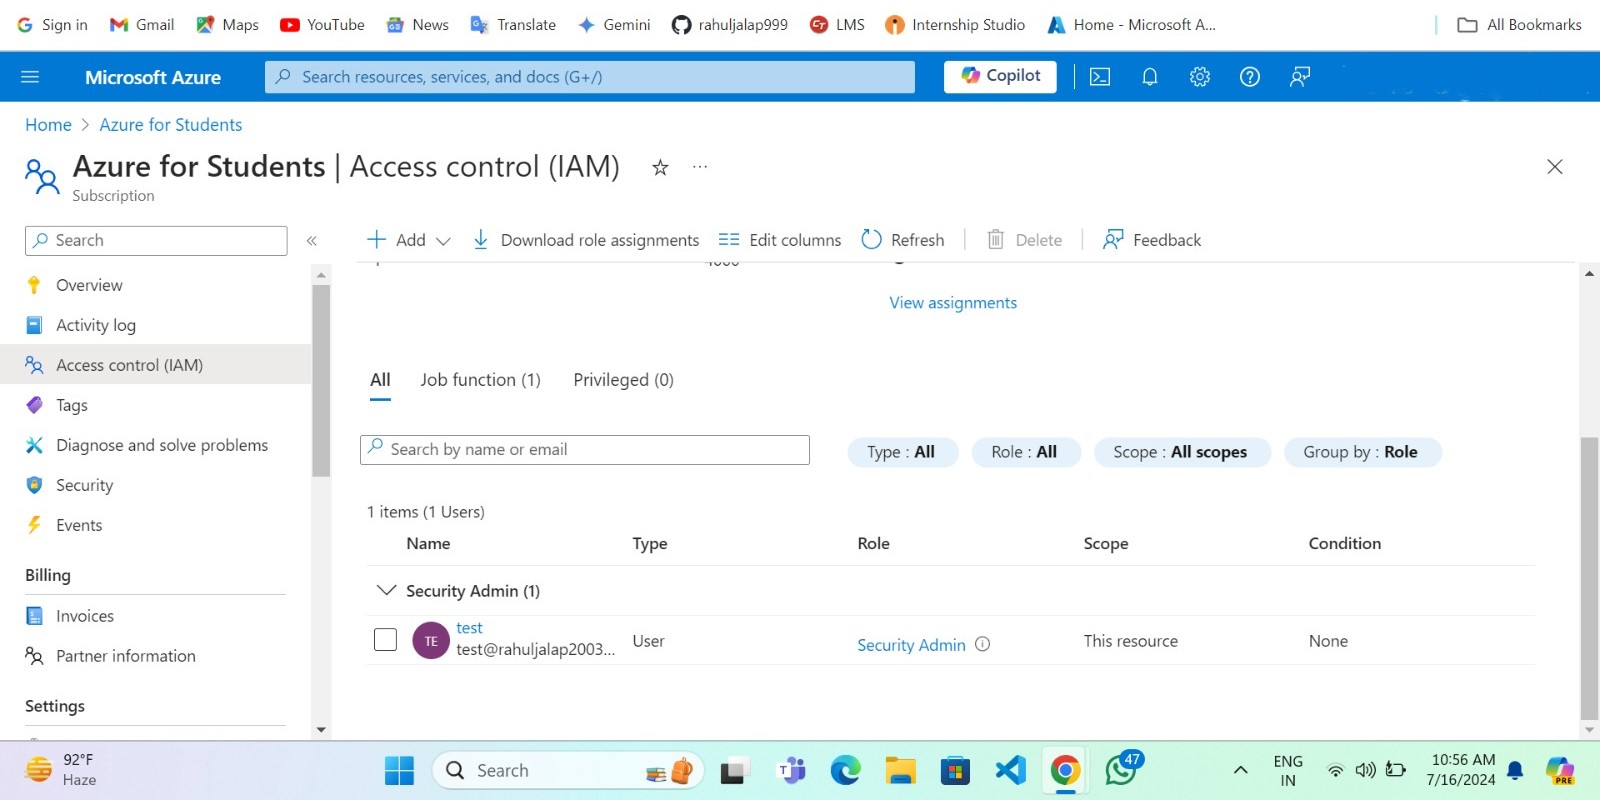 Sign in Gmail Maps YouTube News Translate Gemini rahuljalap999 LMS Internship Studio Home - Microsoft A... All Bookmarks
Microsoft Azure Search resources, services, and docs (G+/) Copilot
Home > Azure for Students
Azure for Students | Access control (IAM) ...
Subscription
Search «
Add Download role assignments Edit columns Refresh Delete Feedback
Overview
Activity log
Access control (IAM)
Tags
Diagnose and solve problems
Security
Events
Billing
Invoices
Partner information
Settings
View assignments
All Job function (1) Privileged (0)
Search by name or email Type : All Role : All Scope : All scopes Group by : Role
1 items (1 Users)
Name Type Role Scope Condition
Security Admin (1)
test
TE test@rahuljalap2003... User Security Admin This resource None
92°F
Haze
Search
47
PRE
ENG
IN
10:56 AM
7/16/2024